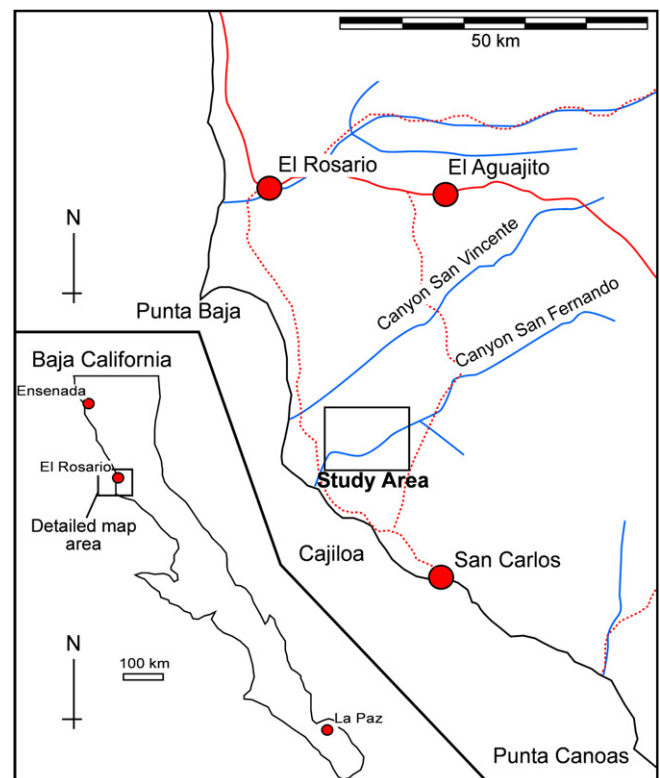 50 km
El Rosario
El Aguajito
N
Canyon San Vincente
Punta Baja
Canyon San Fernando
Baja California
Ensenada
El Rosario
Study Area
Detailed map
area
Cajiloa
San Carlos
N
100 km
La Paz
Punta Canoas